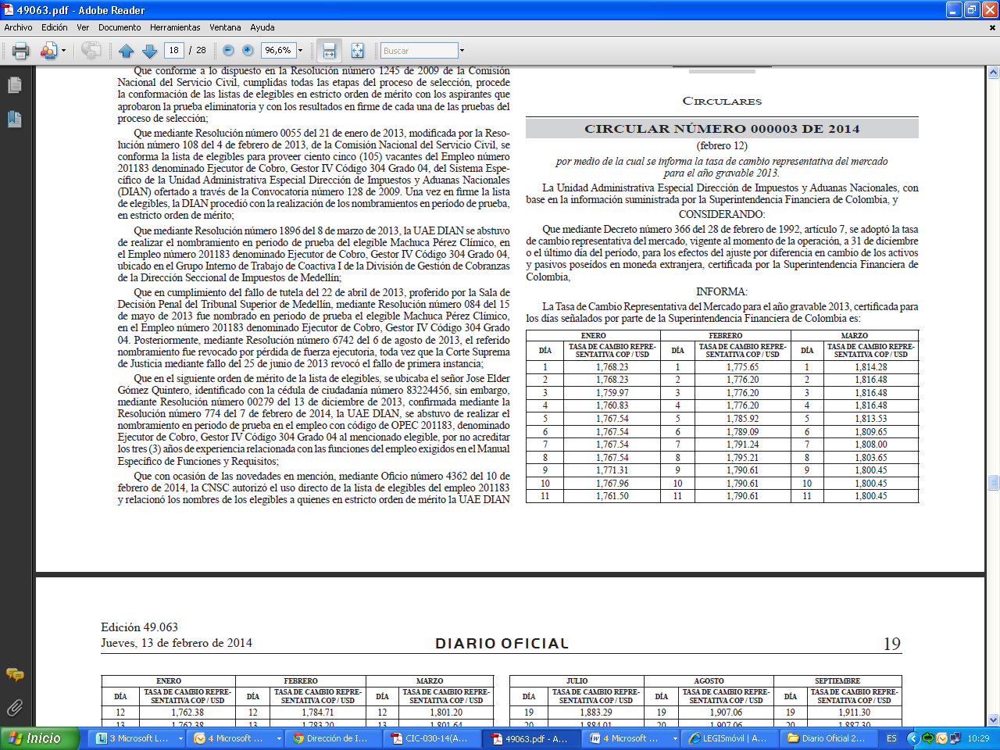 49063.pdf - Adobe Reader
Archivo Edición Ver Documento Herramientas Ventana Ayuda
18 / 28 96,6% Buscar
Que conforme a lo dispuesto en la Resolución número 1245 de 2009 de la Comisión
Nacional del Servicio Civil, cumplidas todas las etapas del proceso de selección, procede
la conformación de las listas de elegibles en estricto orden de mérito con los aspirantes que
aprobaron la prueba eliminatoria y con los resultados en firme de cada una de las pruebas del
proceso de selección;
Que mediante Resolución número 0055 del 21 de enero de 2013, modificada por la Reso-
lución número 108 del 4 de febrero de 2013, de la Comisión Nacional del Servicio Civil, se
conforma la lista de elegibles para proveer ciento cinco (105) vacantes del Empleo número
201183 denominado Ejecutor de Cobro, Gestor IV Código 304 Grado 04, del Sistema Espe-
cífico de la Unidad Administrativa Especial Dirección de Impuestos y Aduanas Nacionales
(DIAN) ofertado a través de la Convocatoria número 128 de 2009. Una vez en firme la lista
de elegibles, la DIAN procedió con la realización de los nombramientos en período de prueba,
en estricto orden de mérito;
Que mediante Resolución número 1896 del 8 de marzo de 2013, la UAE DIAN se abstuvo
de realizar el nombramiento en periodo de prueba del elegible Machuca Pérez Clímico, en
el Empleo número 201183 denominado Ejecutor de Cobro, Gestor IV Código 304 Grado 04,
ubicado en el Grupo Interno de Trabajo de Coactiva I de la División de Gestión de Cobranzas
de la Dirección Seccional de Impuestos de Medellín;
Que en cumplimiento del fallo de tutela del 22 de abril de 2013, proferido por la Sala de
Decisión Penal del Tribunal Superior de Medellín, mediante Resolución número 084 del 15
de mayo de 2013 fue nombrado en periodo de prueba el elegible Machuca Pérez Clímico,
en el Empleo número 201183 denominado Ejecutor de Cobro, Gestor IV Código 304 Grado
04. Posteriormente, mediante Resolución número 6742 del 6 de agosto de 2013, el referido
nombramiento fue revocado por pérdida de fuerza ejecutoria, toda vez que la Corte Suprema
de Justicia mediante fallo del 25 de junio de 2013 revocó el fallo de primera instancia;
Que en el siguiente orden de mérito de la lista de elegibles, se ubicaba el señor Jose Elder
Gómez Quintero, identificado con la cédula de ciudadanía número 83224456, sin embargo,
mediante Resolución número 00279 del 13 de diciembre de 2013, confirmada mediante la
Resolución número 774 del 7 de febrero de 2014, la UAE DIAN, se abstuvo de realizar el
nombramiento en periodo de prueba en el empleo con código de OPEC 201183, denominado
Ejecutor de Cobro, Gestor IV Código 304 Grado 04 al mencionado elegible, por no acreditar
los tres (3) años de experiencia relacionada con las funciones del empleo exigidos en el Manual
Específico de Funciones y Requisitos;
Que con ocasión de las novedades en mención, mediante Oficio número 4362 del 10 de
febrero de 2014, la CNSC autorizó el uso directo de la lista de elegibles del empleo 201183
y relacionó los nombres de los elegibles a quienes en estricto orden de mérito la UAE DIAN
CIRCULARES
CIRCULAR NÚMERO 000003 DE 2014
(febrero 12)
por medio de la cual se informa la tasa de cambio representativa del mercado
para el año gravable 2013.
La Unidad Administrativa Especial Dirección de Impuestos y Aduanas Nacionales, con
base en la información suministrada por la Superintendencia Financiera de Colombia, y
CONSIDERANDO:
Que mediante Decreto número 366 del 28 de febrero de 1992, artículo 7, se adoptó la tasa
de cambio representativa del mercado, vigente al momento de la operación, a 31 de diciembre
o el último día del período, para los efectos del ajuste por diferencia en cambio de los activos
y pasivos poseídos en moneda extranjera, certificada por la Superintendencia Financiera de
Colombia,
INFORMA:
La Tasa de Cambio Representativa del Mercado para el año gravable 2013, certificada para
los días señalados por parte de la Superintendencia Financiera de Colombia es:
ENERO FEBRERO MARZO
DÍA TASA DE CAMBIO REPRE- DÍA TASA DE CAMBIO REPRE- DÍA TASA DE CAMBIO REPRE-
SENTATIVA COP / USD SENTATIVA COP / USD SENTATIVA COP / USD
1 1,768.23 1 1,775.65 1 1,814.28
2 1,768.23 2 1,776.20 2 1,816.48
3 1,759.97 3 1,776.20 3 1,816.48
4 1,760.83 4 1,776.20 4 1,816.48
5 1,767.54 5 1,785.92 5 1,813.53
6 1,767.54 6 1,789.09 6 1,809.65
7 1,767.54 7 1,791.24 7 1,808.00
8 1,767.54 8 1,795.21 8 1,803.65
9 1,771.31 9 1,790.61 9 1,800.45
10 1,767.96 10 1,790.61 10 1,800.45
11 1,761.50 11 1,790.61 11 1,800.45
Edición 49.063
Jueves, 13 de febrero de 2014 DIARIO OFICIAL 19
ENERO FEBRERO MARZO JULIO AGOSTO SEPTIEMBRE
DÍA TASA DE CAMBIO REPRE- DÍA TASA DE CAMBIO REPRE- DÍA TASA DE CAMBIO REPRE- DÍA TASA DE CAMBIO REPRE- DÍA TASA DE CAMBIO REPRE- DÍA TASA DE CAMBIO REPRE-
SENTATIVA COP / USD SENTATIVA COP / USD SENTATIVA COP / USD SENTATIVA COP / USD SENTATIVA COP / USD SENTATIVA COP / USD
12 1,762.38 12 1,784.71 12 1,801.20 19 1,883.29 19 1,907.06 19 1,911.30
13 1,762.38 13 1,783.20 13 1,801.64 20 1,884.01 20 1,907.06 20 1,887.30
Inicio 3 Microsoft L... 4 Microsoft ... Dirección de I... CIC-030-14(A... 49063.pdf - A... 4 Microsoft ... LEGISmóvil | A... Diario Oficial 2... ES 10:29